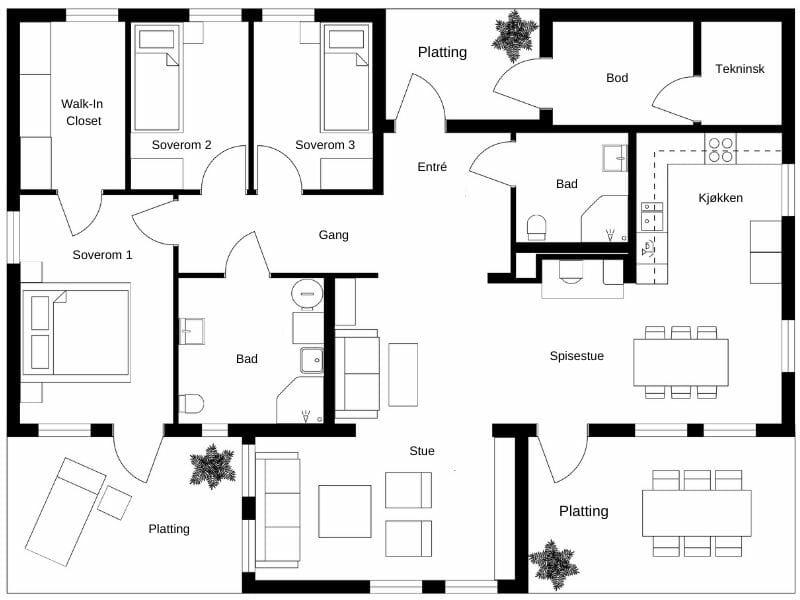 Platting
Bod
Tekninsk
Walk-In
Closet
Soverom 2
Soverom 3
Entré
Bad
Kjøkken
Gang
Soverom 1
Bad
Spisestue
Stue
Platting
Platting